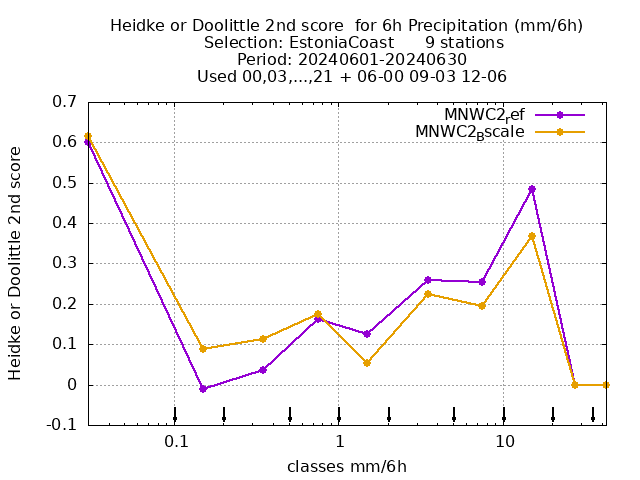 Heidke or Doolittle 2nd score  for 6h Precipitation (mm/6h)
Selection: EstoniaCoast      9 stations
Period: 20240601-20240630
Used 00,03,...,21 + 06-00 09-03 12-06
MNWC2ref
MNWC2Bscale
Heidke or Doolittle 2nd score
0.7
0.6
0.5
0.4
0.3
0.2
0.1
0
-0.1
0.1 1 10
classes mm/6h